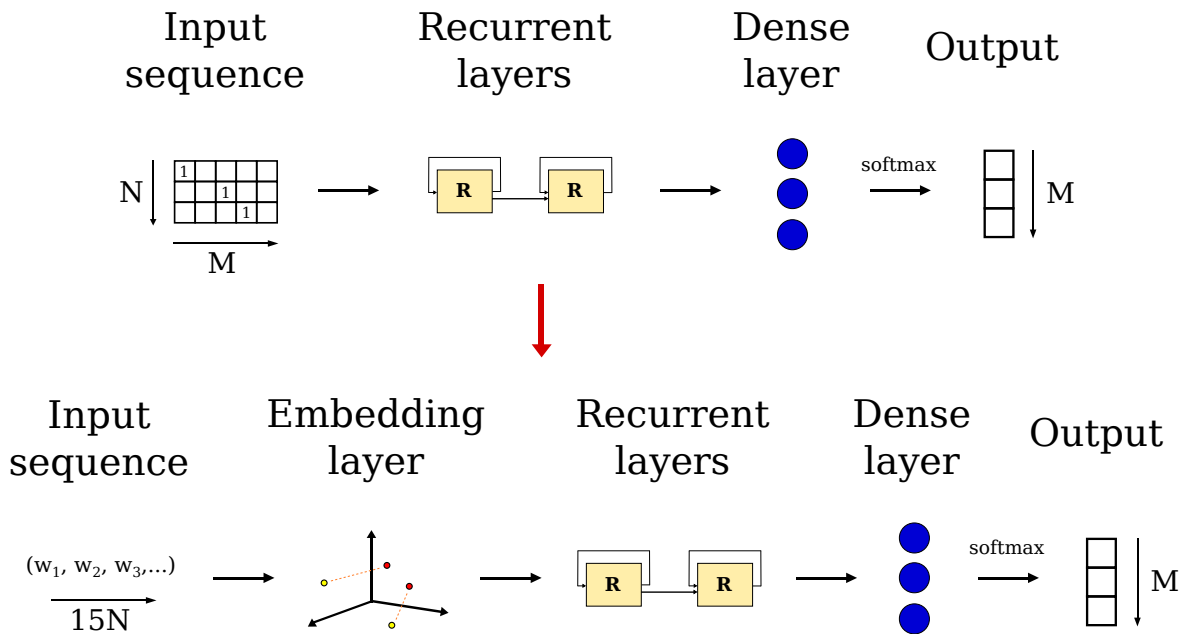 Input
sequence
Recurrent
layers
Dense
layer
Output
N
1
1
1
M
R
R
softmax
M
Input
sequence
Embedding
layer
Recurrent
layers
Dense
layer
Output
(w₁, w₂, w₃,...)
15N
R
R
softmax
M